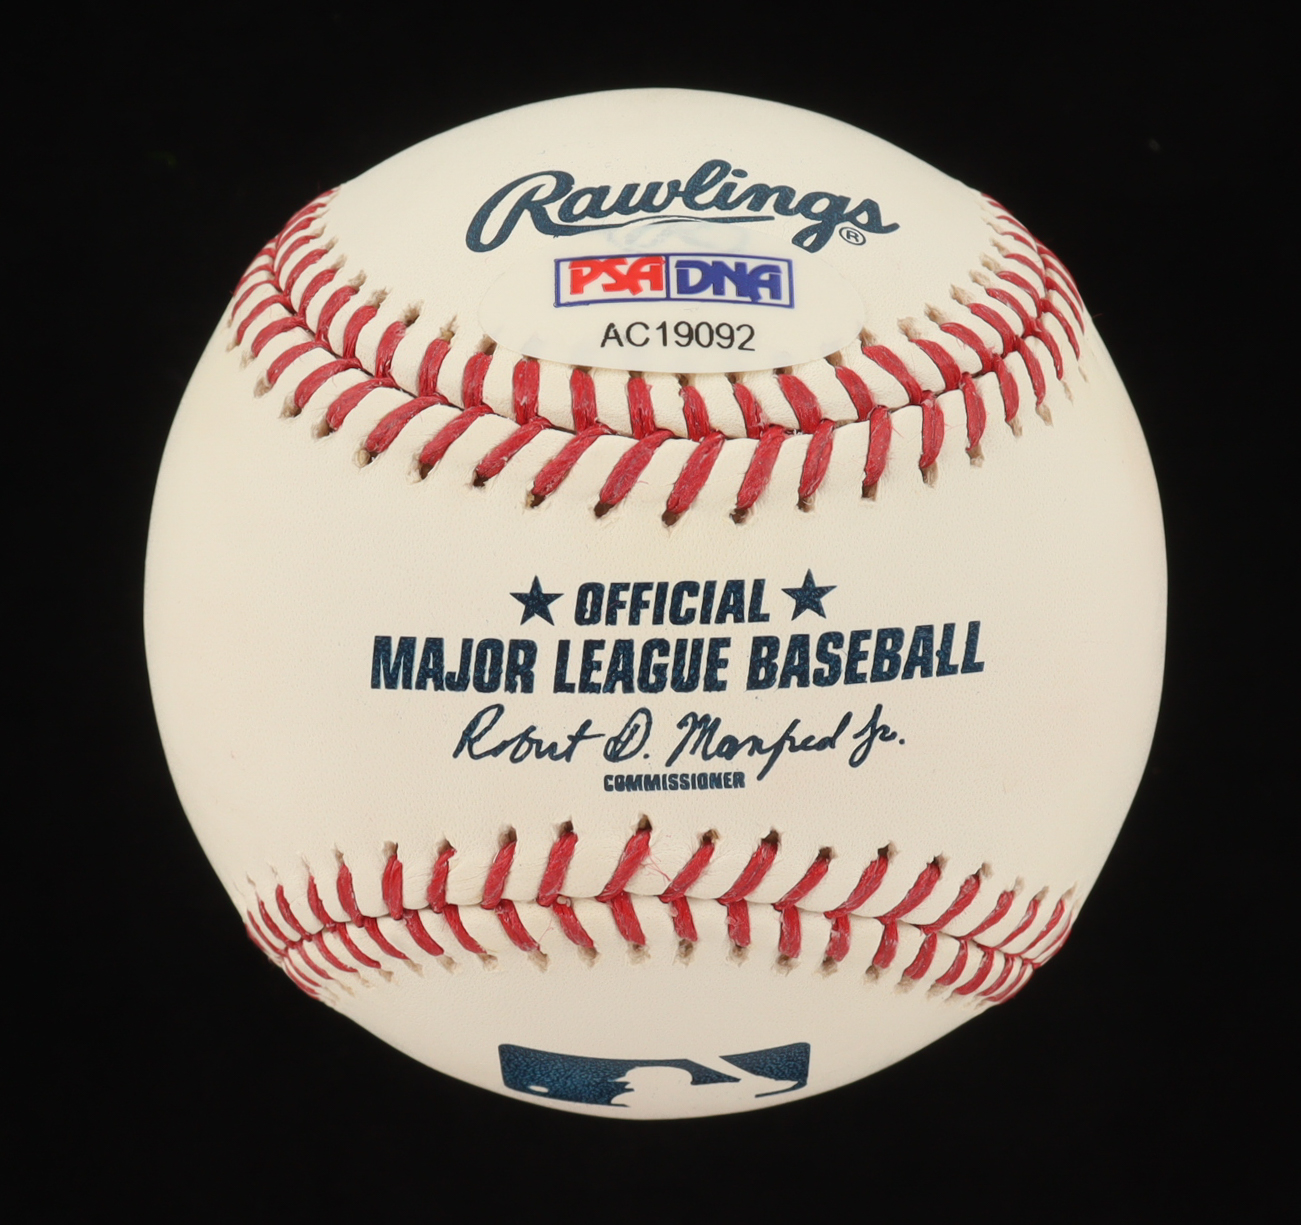 Rawlings®
PSA DNA
AC19092
★ OFFICIAL ★
MAJOR LEAGUE BASEBALL
Robert D. Manfred Jr.
COMMISSIONER